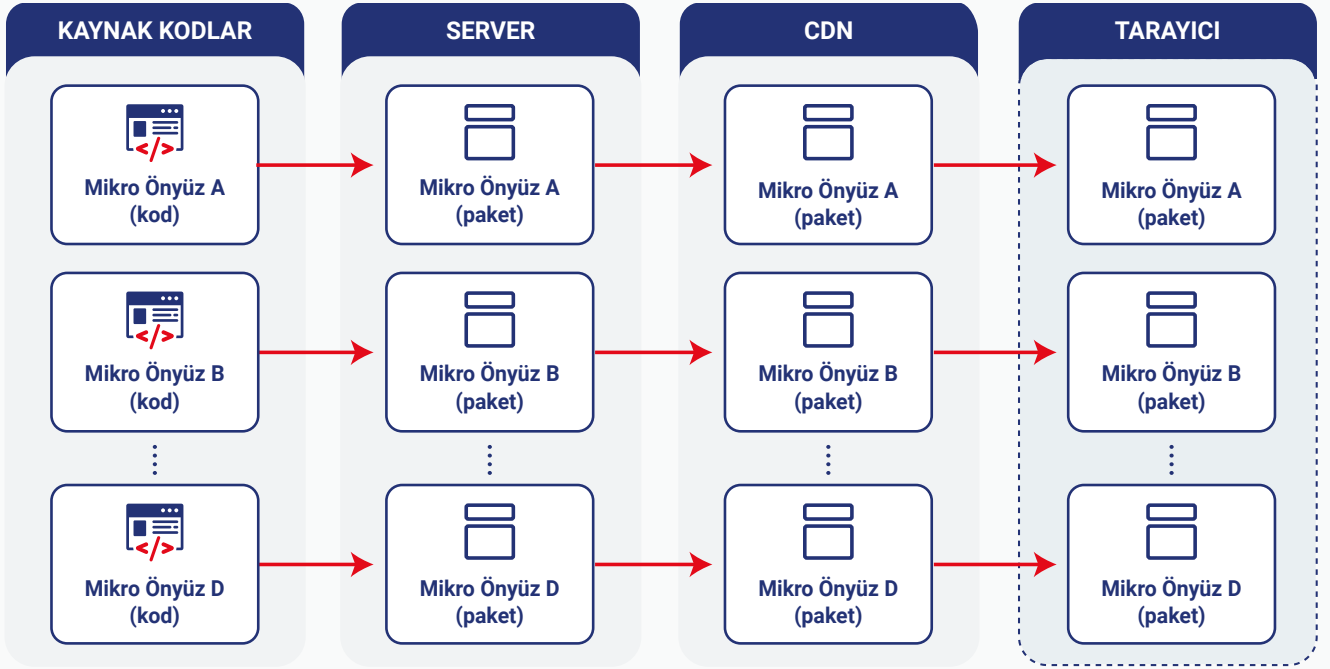 KAYNAK KODLAR
SERVER
CDN
TARAYICI
</>
Mikro Önyüz A
(kod)
Mikro Önyüz A
(paket)
Mikro Önyüz A
(paket)
Mikro Önyüz A
(paket)
</>
Mikro Önyüz B
(kod)
Mikro Önyüz B
(paket)
Mikro Önyüz B
(paket)
Mikro Önyüz B
(paket)
</>
Mikro Önyüz D
(kod)
Mikro Önyüz D
(paket)
Mikro Önyüz D
(paket)
Mikro Önyüz D
(paket)